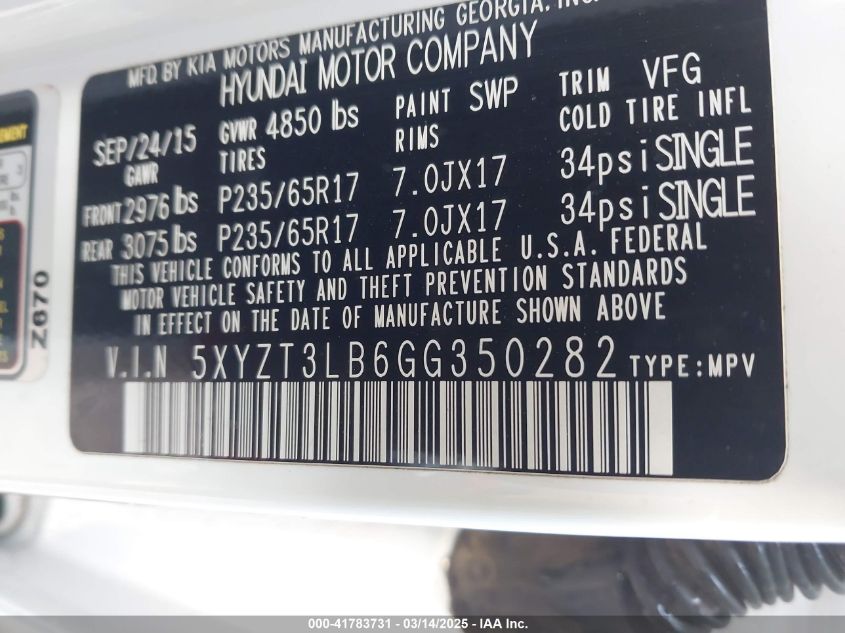 MFD BY KIA MOTORS MANUFACTURING GEORGIA, INC.
HYUNDAI MOTOR COMPANY
SEP/24/15 GVWR 4850 lbs PAINT SWP TRIM VFG
GAWR TIRES RIMS COLD TIRE INFL
FRONT 2976 lbs P235/65R17 7.0JX17 34psi SINGLE
REAR 3075 lbs P235/65R17 7.0JX17 34psi SINGLE
THIS VEHICLE CONFORMS TO ALL APPLICABLE U.S.A. FEDERAL
MOTOR VEHICLE SAFETY AND THEFT PREVENTION STANDARDS
IN EFFECT ON THE DATE OF MANUFACTURE SHOWN ABOVE
V.I.N 5XYZT3LB6GG350282 TYPE:MPV
Z670
000-41783731 - 03/14/2025 - IAA, Inc.